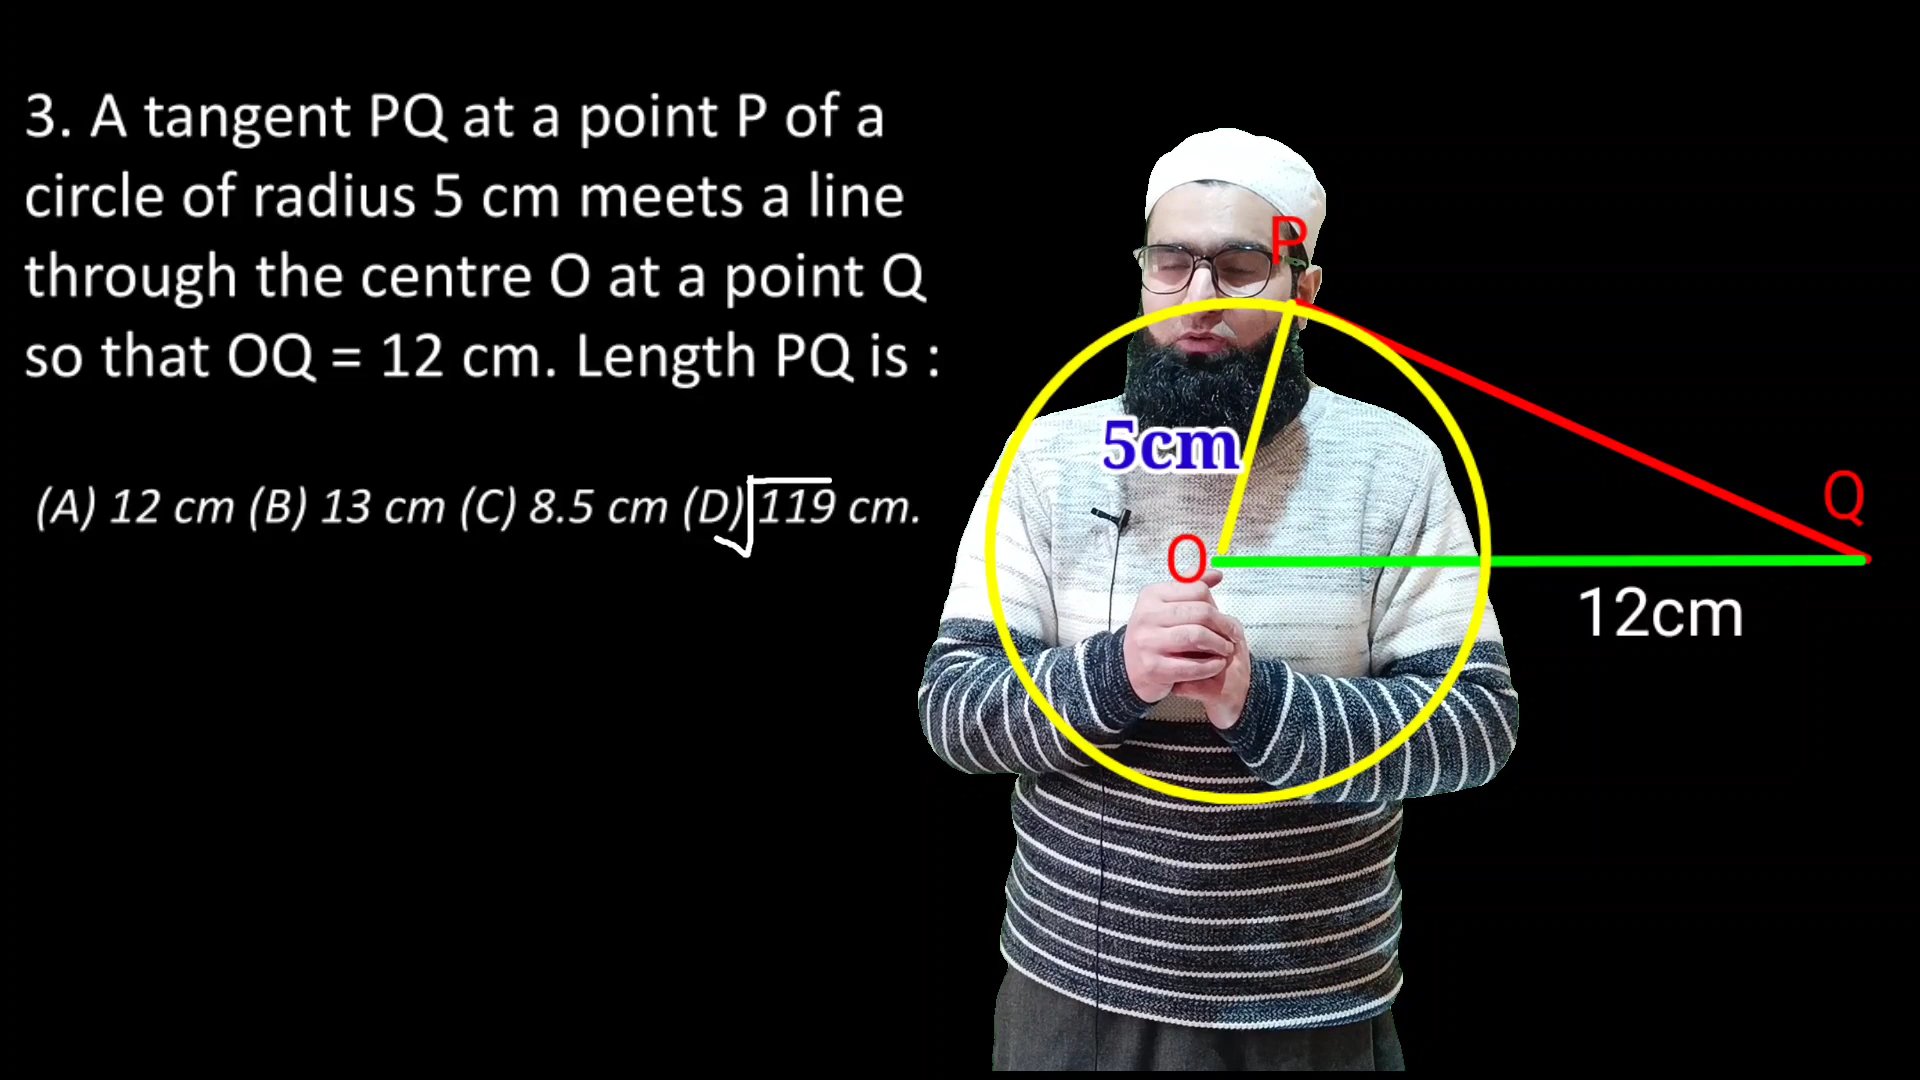 3. A tangent PQ at a point P of a
circle of radius 5 cm meets a line
through the centre O at a point Q
so that OQ = 12 cm. Length PQ is :
(A) 12 cm (B) 13 cm (C) 8.5 cm (D) √119 cm.
P
5cm
Q
O
12cm